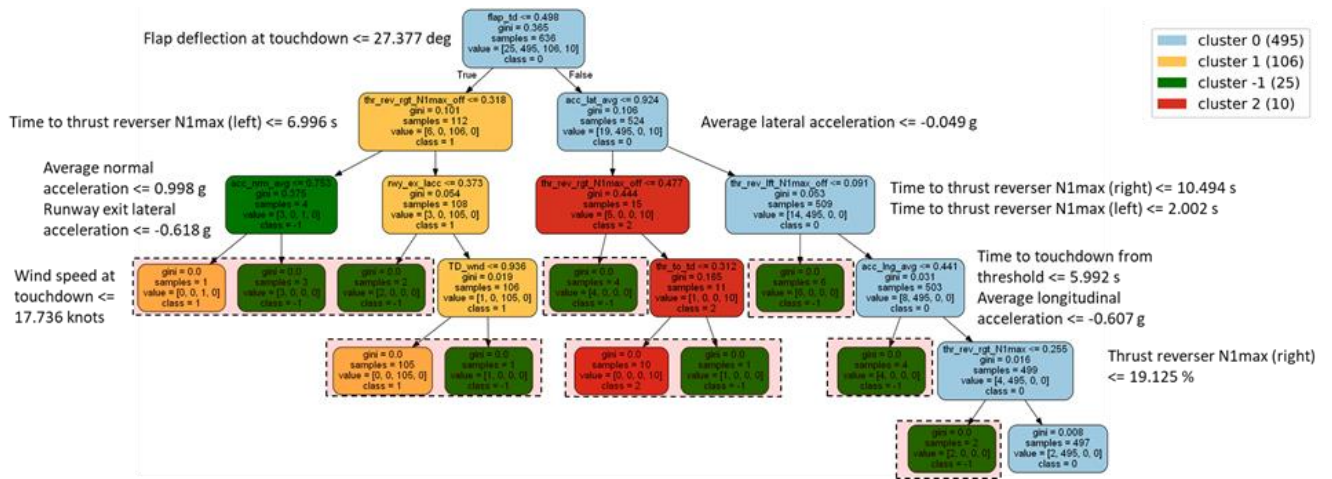 flap_td <= 0.498
gini = 0.365
samples = 636
value = [25, 495, 106, 10]
class = 0
Flap deflection at touchdown <= 27.377 deg
cluster 0 (495)
cluster 1 (106)
cluster -1 (25)
cluster 2 (10)
True
False
Time to thrust reverser N1max (left) <= 6.996 s
thr_rev_rgt_N1max_off <= 0.318
gini = 0.101
samples = 112
value = [6, 0, 106, 0]
class = 1
acc_lat_avg <= 0.924
gini = 0.106
samples = 524
value = [19, 495, 0, 10]
class = 0
Average lateral acceleration <= -0.049 g
Average normal
acceleration <= 0.998 g
Runway exit lateral
acceleration <= -0.618 g
acc_nrm_avg <= 0.753
gini = 0.375
samples = 4
value = [3, 0, 1, 0]
class = -1
rwy_ex_lacc <= 0.373
gini = 0.054
samples = 108
value = [3, 0, 105, 0]
class = 1
thr_rev_rgt_N1max_off <= 0.477
gini = 0.444
samples = 15
value = [5, 0, 0, 10]
class = 2
thr_rev_lft_N1max_off <= 0.091
gini = 0.053
samples = 509
value = [14, 495, 0, 0]
class = 0
Time to thrust reverser N1max (right) <= 10.494 s
Time to thrust reverser N1max (left) <= 2.002 s
Wind speed at
touchdown <=
17.736 knots
gini = 0.0
samples = 1
value = [0, 0, 1, 0]
class = 1
gini = 0.0
samples = 3
value = [3, 0, 0, 0]
class = -1
gini = 0.0
samples = 2
value = [2, 0, 0, 0]
class = -1
TD_wnd <= 0.936
gini = 0.019
samples = 106
value = [1, 0, 105, 0]
class = 1
gini = 0.0
samples = 4
value = [4, 0, 0, 0]
class = -1
thr_to_td <= 0.312
gini = 0.165
samples = 11
value = [1, 0, 0, 10]
class = 2
gini = 0.0
samples = 6
value = [6, 0, 0, 0]
class = -1
acc_lng_avg <= 0.441
gini = 0.031
samples = 503
value = [8, 495, 0, 0]
class = 0
Time to touchdown from
threshold <= 5.992 s
Average longitudinal
acceleration <= -0.607 g
gini = 0.0
samples = 105
value = [0, 0, 105, 0]
class = 1
gini = 0.0
samples = 1
value = [1, 0, 0, 0]
class = -1
gini = 0.0
samples = 10
value = [0, 0, 0, 10]
class = 2
gini = 0.0
samples = 1
value = [1, 0, 0, 0]
class = -1
gini = 0.0
samples = 4
value = [4, 0, 0, 0]
class = -1
thr_rev_rgt_N1max <= 0.255
gini = 0.016
samples = 499
value = [4, 495, 0, 0]
class = 0
Thrust reverser N1max (right)
<= 19.125 %
gini = 0.0
samples = 2
value = [2, 0, 0, 0]
class = -1
gini = 0.008
samples = 497
value = [2, 495, 0, 0]
class = 0